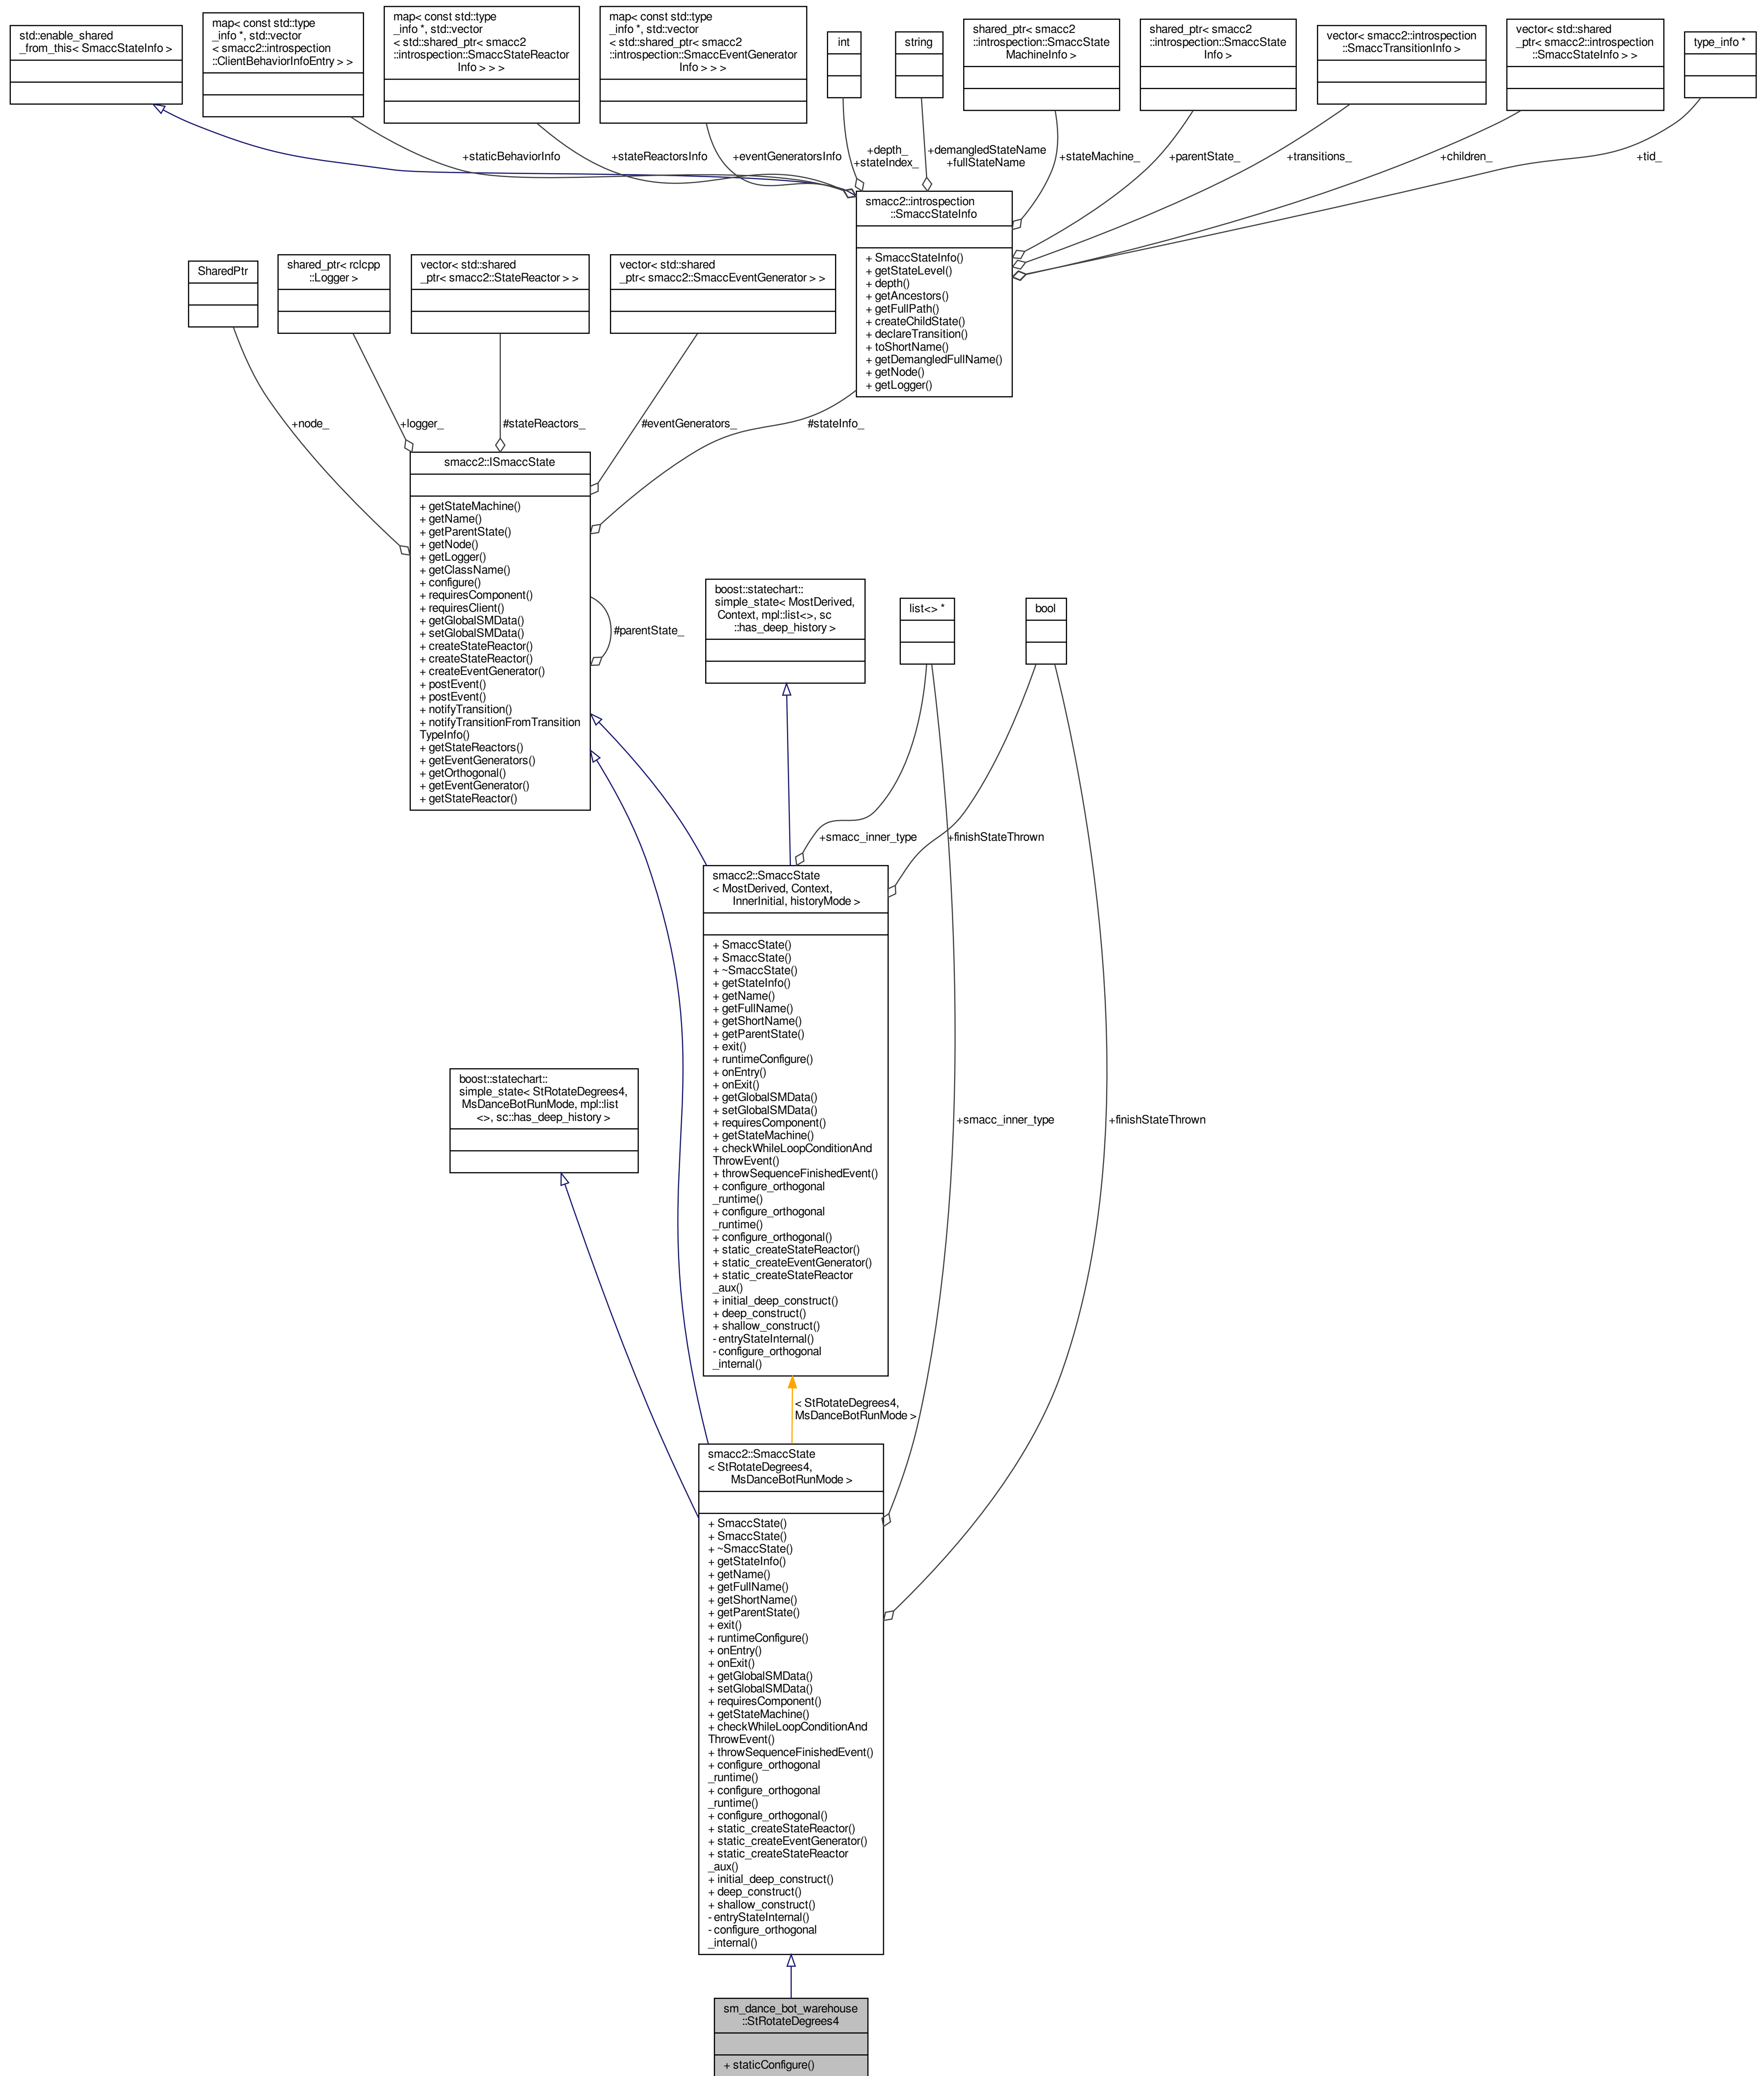 std::enable_shared
_from_this< SmaccStateInfo >
map< const std::type
_info *, std::vector
< smacc2::introspection
::ClientBehaviorInfoEntry > >
map< const std::type
_info *, std::vector
< std::shared_ptr< smacc2
::introspection::SmaccStateReactor
Info > > >
map< const std::type
_info *, std::vector
< std::shared_ptr< smacc2
::introspection::SmaccEventGenerator
Info > > >
int
string
shared_ptr< smacc2
::introspection::SmaccState
MachineInfo >
shared_ptr< smacc2
::introspection::SmaccState
Info >
vector< smacc2::introspection
::SmaccTransitionInfo >
vector< std::shared
_ptr< smacc2::introspection
::SmaccStateInfo > >
type_info *
+staticBehaviorInfo
+stateReactorsInfo
+eventGeneratorsInfo
+depth_
+stateIndex_
+demangledStateName
+fullStateName
+stateMachine_
+parentState_
+transitions_
+children_
+tid_
smacc2::introspection
::SmaccStateInfo
+ SmaccStateInfo()
+ getStateLevel()
+ depth()
+ getAncestors()
+ getFullPath()
+ createChildState()
+ declareTransition()
+ toShortName()
+ getDemangledFullName()
+ getNode()
+ getLogger()
SharedPtr
shared_ptr< rclcpp
::Logger >
vector< std::shared
_ptr< smacc2::StateReactor > >
vector< std::shared
_ptr< smacc2::SmaccEventGenerator > >
+node_
+logger_
#stateReactors_
#eventGenerators_
#stateInfo_
smacc2::ISmaccState
+ getStateMachine()
+ getName()
+ getParentState()
+ getNode()
+ getLogger()
+ getClassName()
+ configure()
+ requiresComponent()
+ requiresClient()
+ getGlobalSMData()
+ setGlobalSMData()
+ createStateReactor()
+ createStateReactor()
+ createEventGenerator()
+ postEvent()
+ postEvent()
+ notifyTransition()
+ notifyTransitionFromTransition
TypeInfo()
+ getStateReactors()
+ getEventGenerators()
+ getOrthogonal()
+ getEventGenerator()
+ getStateReactor()
#parentState_
boost::statechart::
simple_state< MostDerived,
Context, mpl::list<>, sc
::has_deep_history >
list<> *
bool
+smacc_inner_type
+finishStateThrown
smacc2::SmaccState
< MostDerived, Context,
InnerInitial, historyMode >
+ SmaccState()
+ SmaccState()
+ ~SmaccState()
+ getStateInfo()
+ getName()
+ getFullName()
+ getShortName()
+ getParentState()
+ exit()
+ runtimeConfigure()
+ onEntry()
+ onExit()
+ getGlobalSMData()
+ setGlobalSMData()
+ requiresComponent()
+ getStateMachine()
+ checkWhileLoopConditionAnd
ThrowEvent()
+ throwSequenceFinishedEvent()
+ configure_orthogonal
_runtime()
+ configure_orthogonal
_runtime()
+ configure_orthogonal()
+ static_createStateReactor()
+ static_createEventGenerator()
+ static_createStateReactor
_aux()
+ initial_deep_construct()
+ deep_construct()
+ shallow_construct()
- entryStateInternal()
- configure_orthogonal
_internal()
boost::statechart::
simple_state< StRotateDegrees4,
MsDanceBotRunMode, mpl::list
<>, sc::has_deep_history >
+smacc_inner_type
+finishStateThrown
< StRotateDegrees4,
MsDanceBotRunMode >
smacc2::SmaccState
< StRotateDegrees4,
MsDanceBotRunMode >
+ SmaccState()
+ SmaccState()
+ ~SmaccState()
+ getStateInfo()
+ getName()
+ getFullName()
+ getShortName()
+ getParentState()
+ exit()
+ runtimeConfigure()
+ onEntry()
+ onExit()
+ getGlobalSMData()
+ setGlobalSMData()
+ requiresComponent()
+ getStateMachine()
+ checkWhileLoopConditionAnd
ThrowEvent()
+ throwSequenceFinishedEvent()
+ configure_orthogonal
_runtime()
+ configure_orthogonal
_runtime()
+ configure_orthogonal()
+ static_createStateReactor()
+ static_createEventGenerator()
+ static_createStateReactor
_aux()
+ initial_deep_construct()
+ deep_construct()
+ shallow_construct()
- entryStateInternal()
- configure_orthogonal
_internal()
sm_dance_bot_warehouse
::StRotateDegrees4
+ staticConfigure()